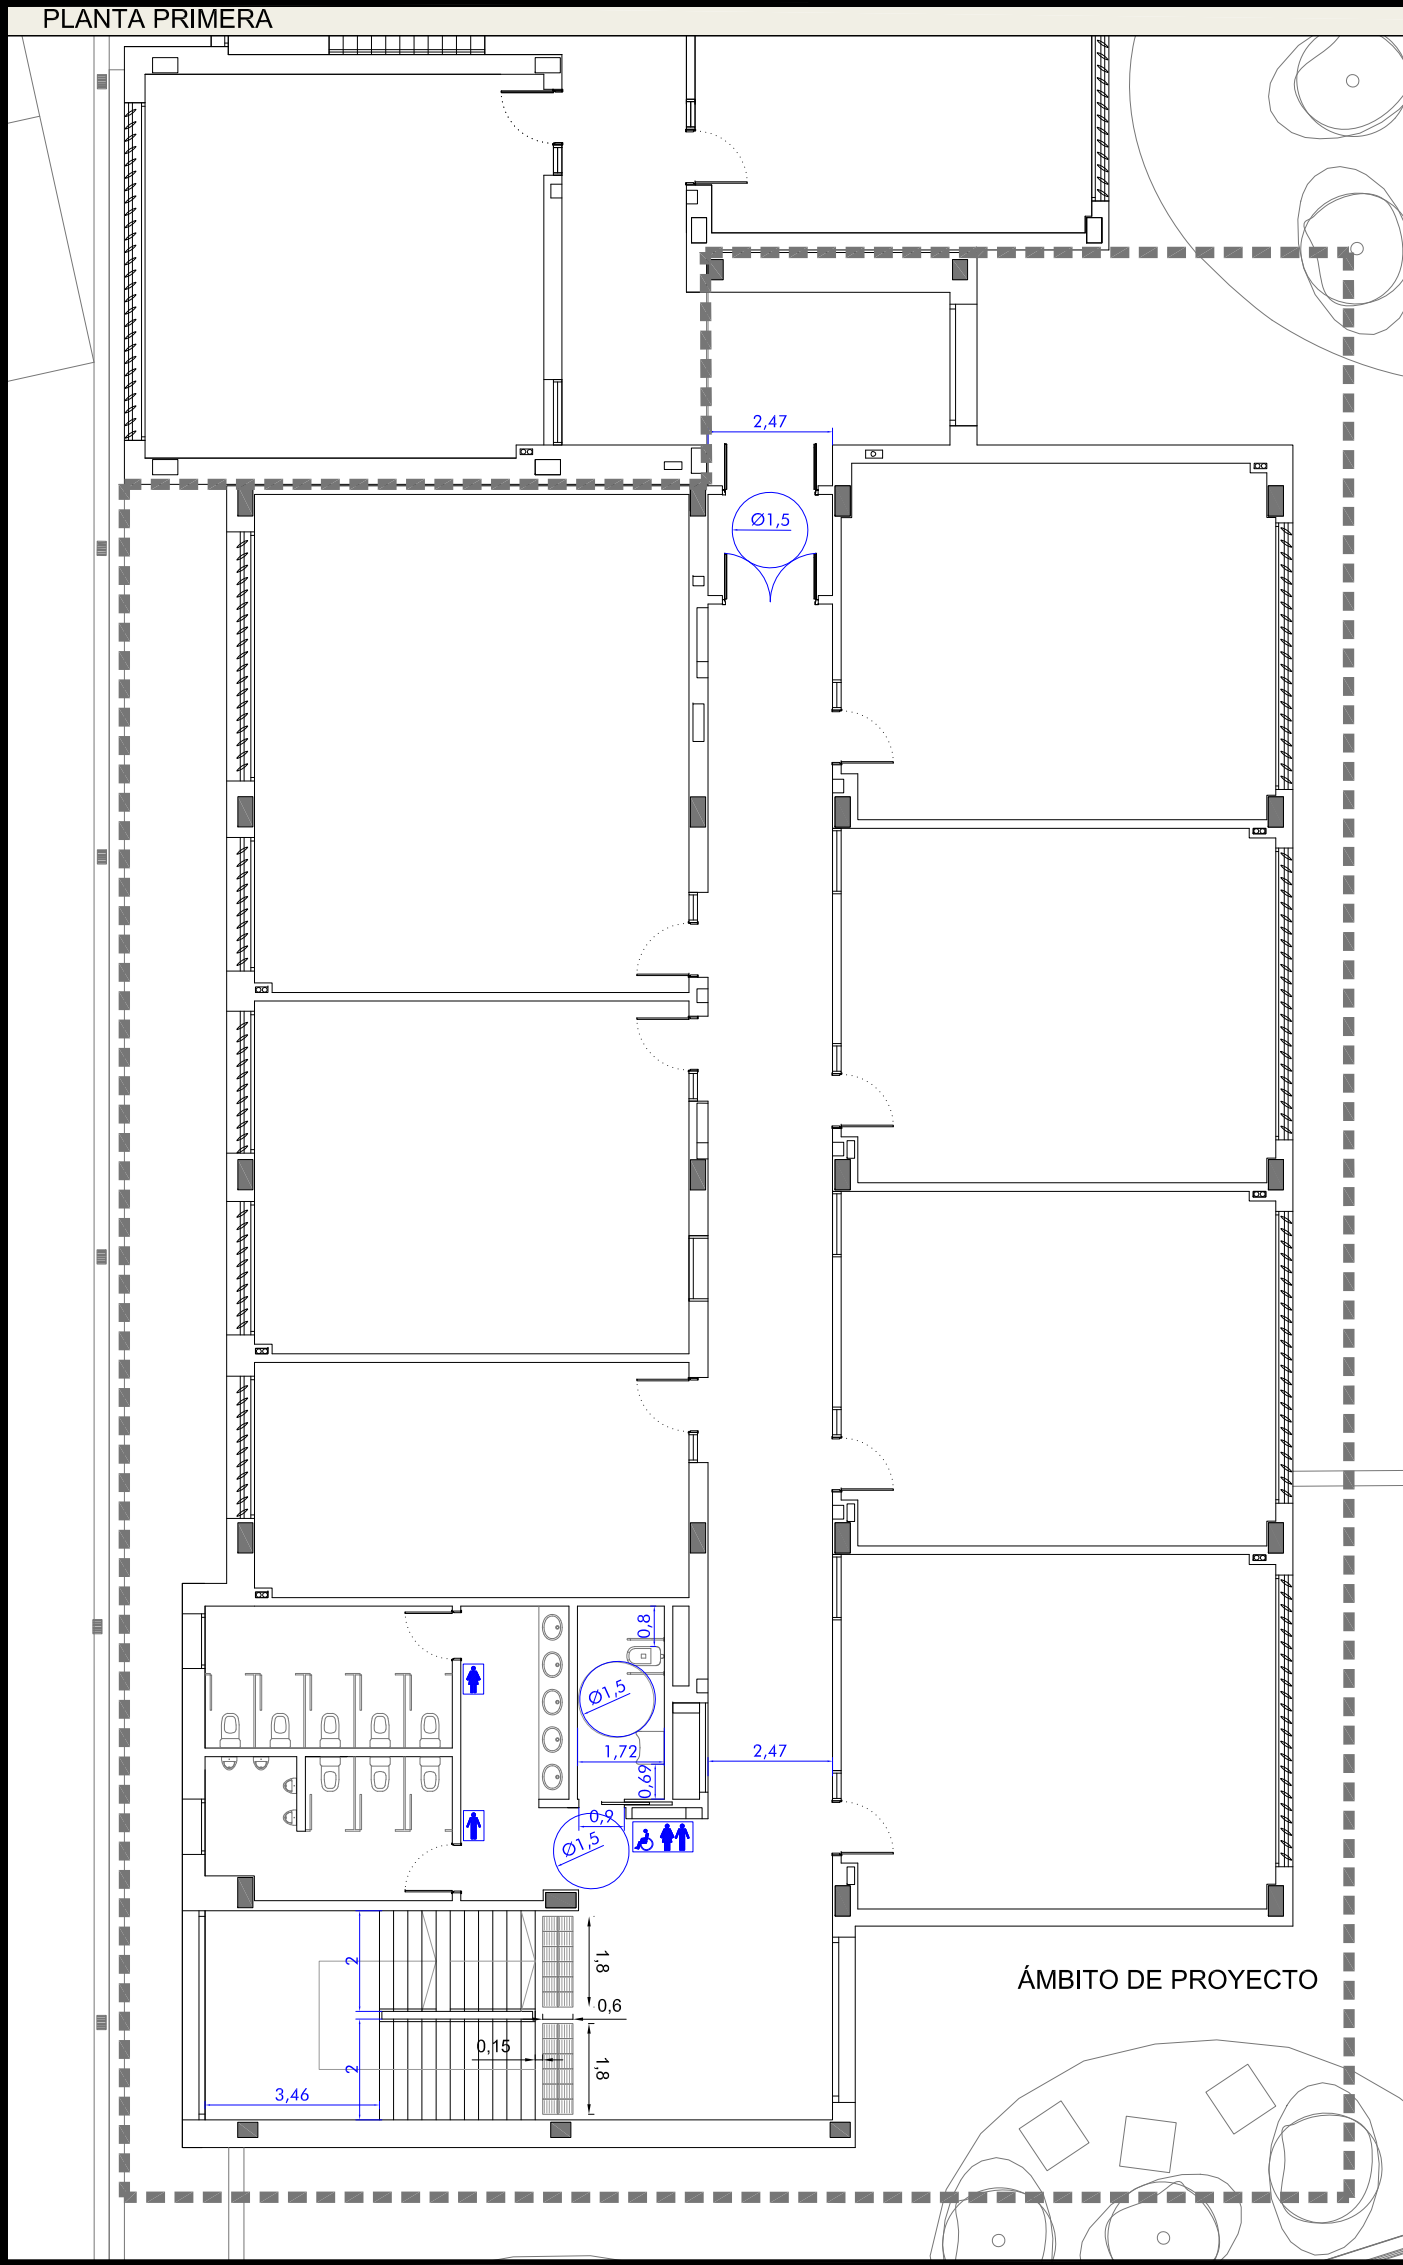 PLANTA PRIMERA
2,47
Ø1,5
0,8
Ø1,5
1,72
2,47
0,69
0,9
Ø1,5
2
1,8
ÁMBITO DE PROYECTO
0,6
0,15
2
1,8
3,46